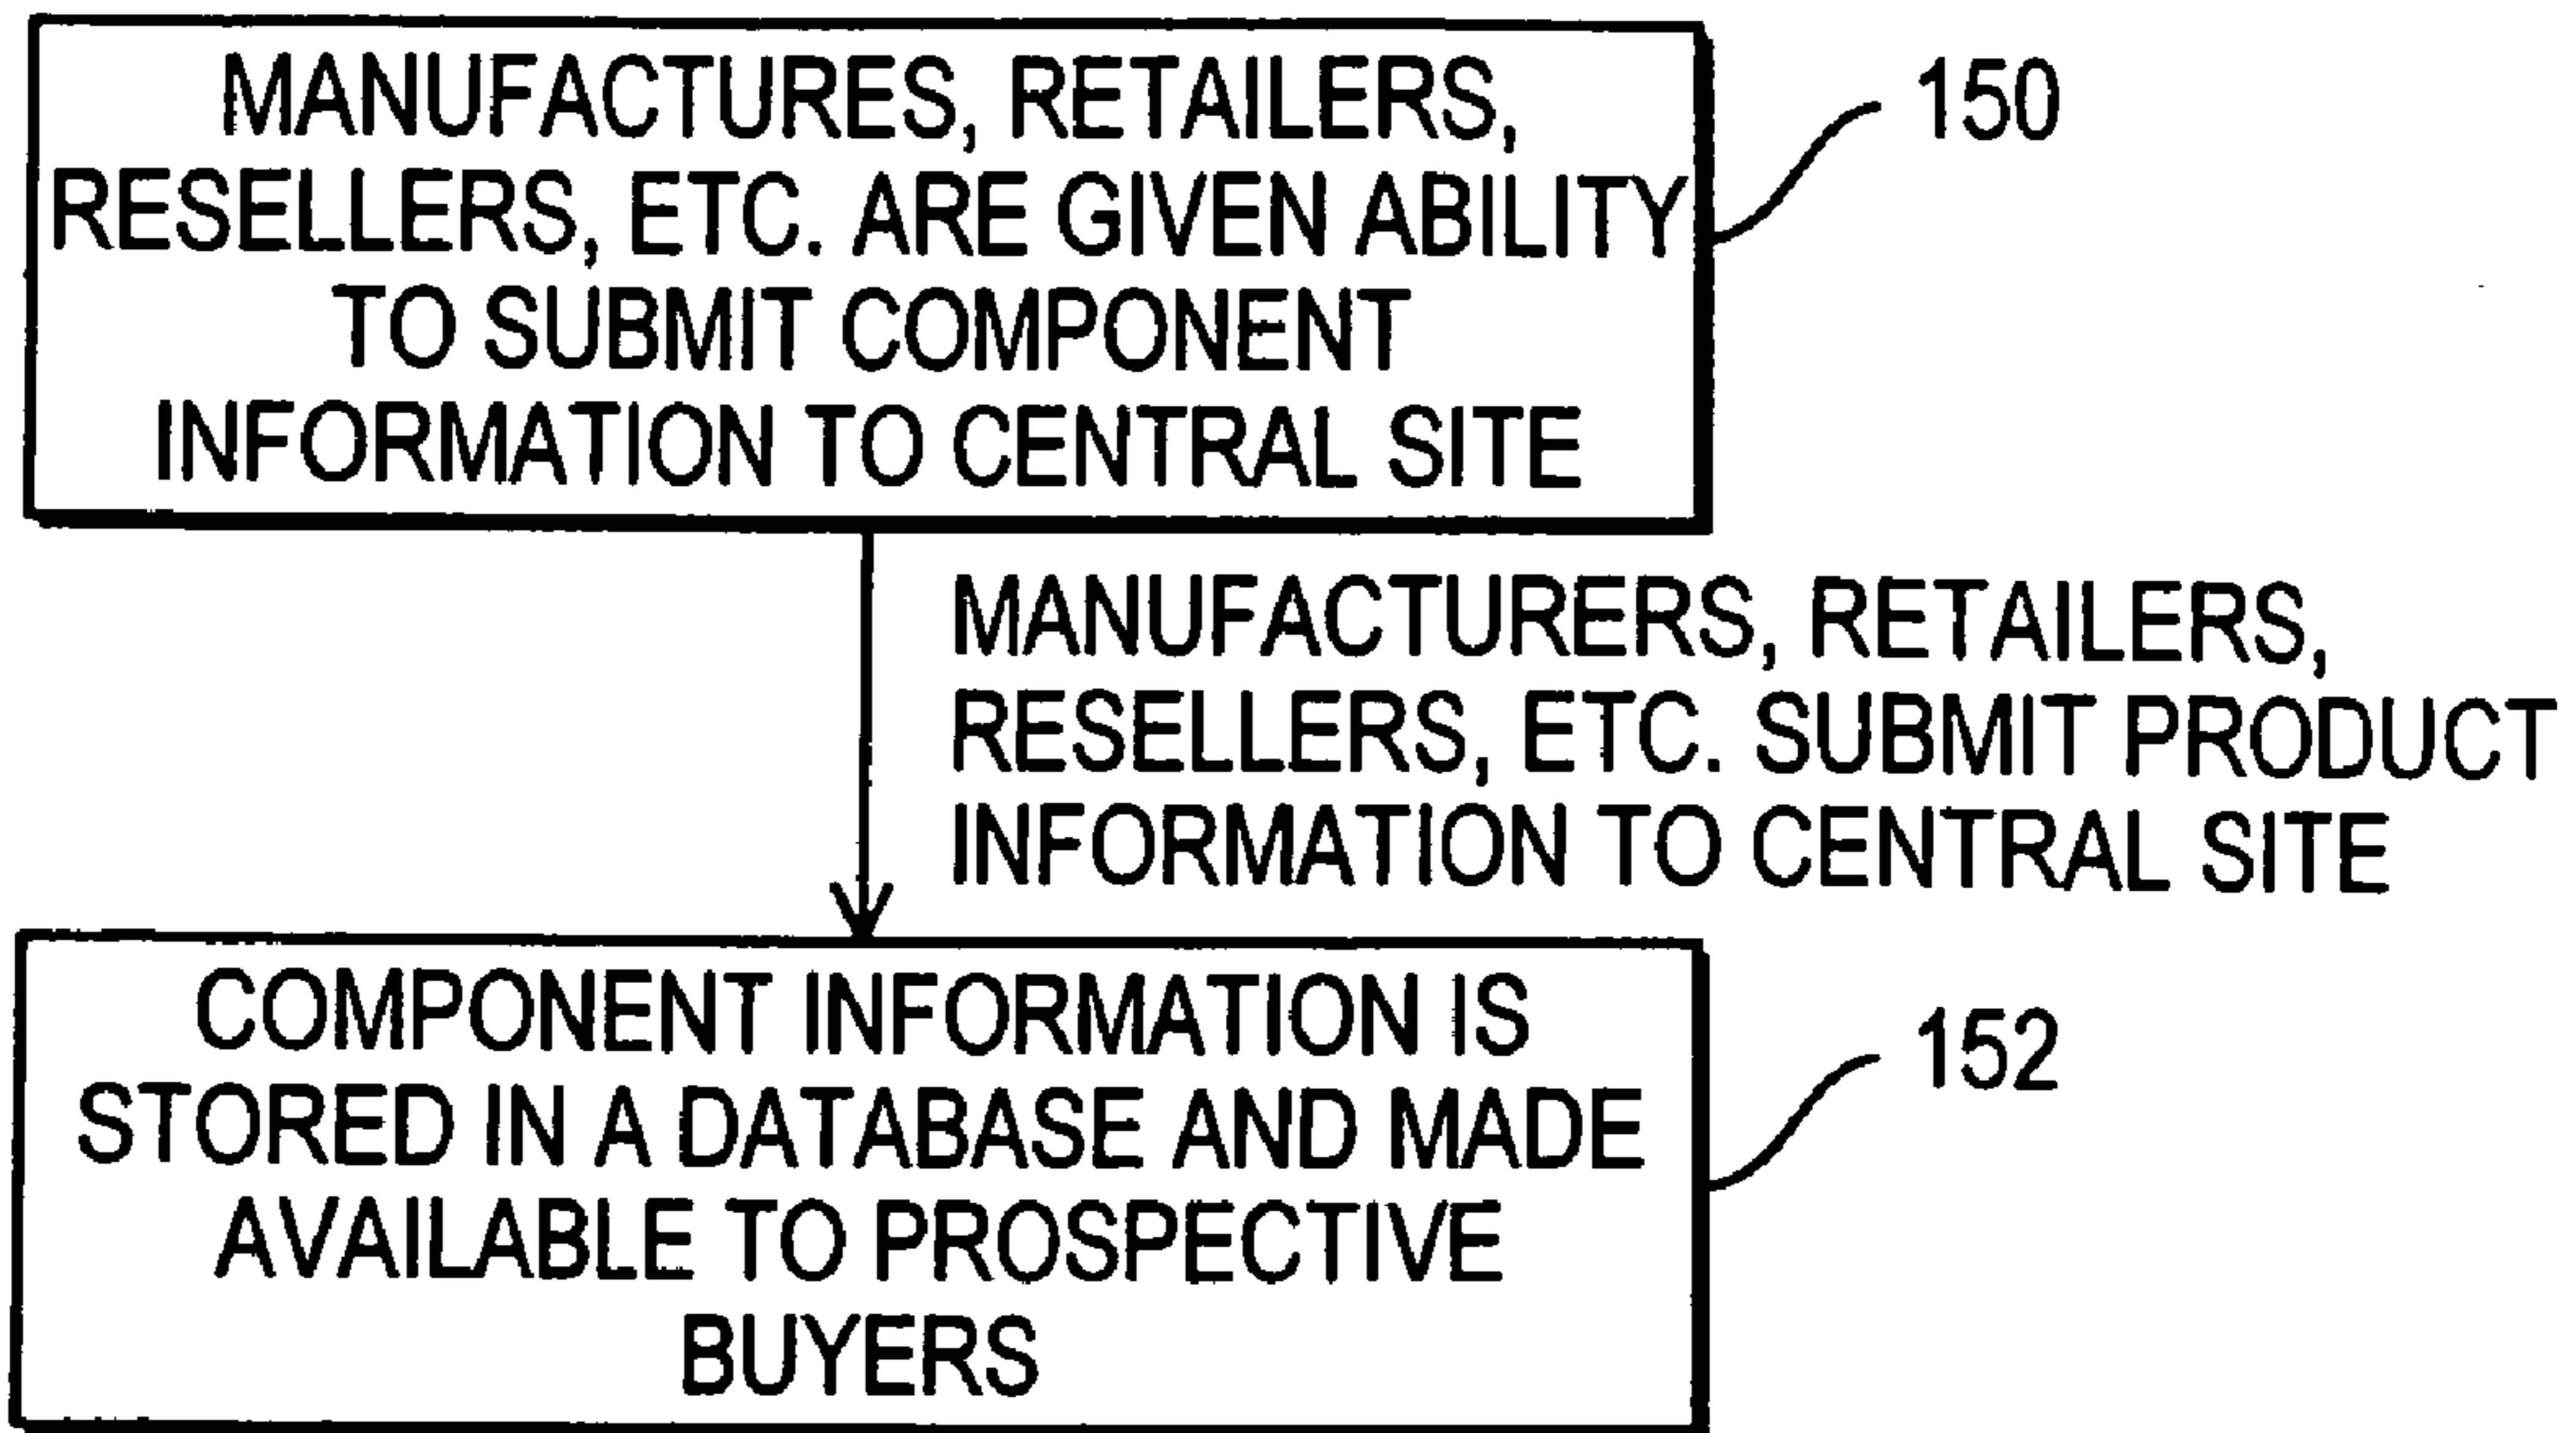 MANUFACTURES, RETAILERS,
RESELLERS, ETC. ARE GIVEN ABILITY
TO SUBMIT COMPONENT
INFORMATION TO CENTRAL SITE
150
MANUFACTURERS, RETAILERS,
RESELLERS, ETC. SUBMIT PRODUCT
INFORMATION TO CENTRAL SITE
COMPONENT INFORMATION IS
STORED IN A DATABASE AND MADE
AVAILABLE TO PROSPECTIVE
BUYERS
152